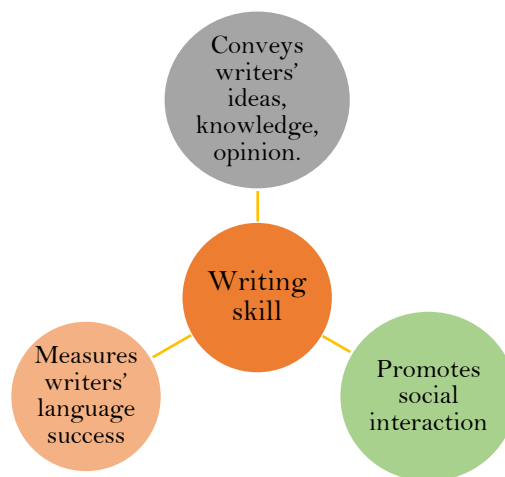 Conveys
writers’
ideas,
knowledge,
opinion.
Writing
skill
Measures
writers’
language
success
Promotes
social
interaction